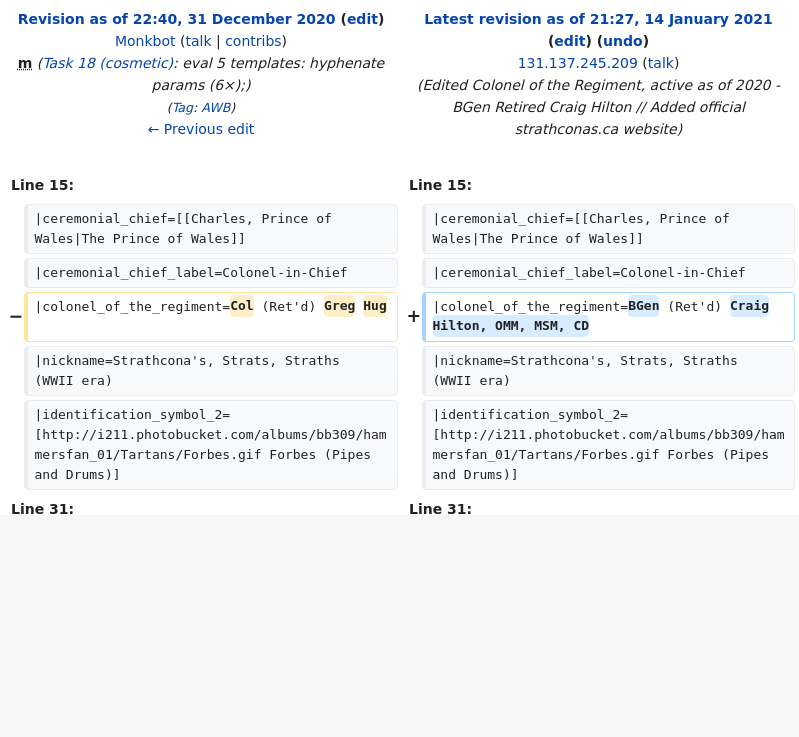 Revision as of 22:40, 31 December 2020 (edit)
Monkbot (talk | contribs)
m (Task 18 (cosmetic): eval 5 templates: hyphenate
params (6×);)
(Tag: AWB)
← Previous edit
Latest revision as of 21:27, 14 January 2021
(edit) (undo)
131.137.245.209 (talk)
(Edited Colonel of the Regiment, active as of 2020 -
BGen Retired Craig Hilton // Added official
strathconas.ca website)
Line 15:
Line 15:
|ceremonial_chief=[[Charles, Prince of
Wales|The Prince of Wales]]
|ceremonial_chief=[[Charles, Prince of
Wales|The Prince of Wales]]
|ceremonial_chief_label=Colonel-in-Chief
|ceremonial_chief_label=Colonel-in-Chief
− |colonel_of_the_regiment=Col (Ret'd) Greg Hug
+ |colonel_of_the_regiment=BGen (Ret'd) Craig
Hilton, OMM, MSM, CD
|nickname=Strathcona's, Strats, Straths
(WWII era)
|nickname=Strathcona's, Strats, Straths
(WWII era)
|identification_symbol_2=
[http://i211.photobucket.com/albums/bb309/ham
mersfan_01/Tartans/Forbes.gif Forbes (Pipes
and Drums)]
|identification_symbol_2=
[http://i211.photobucket.com/albums/bb309/ham
mersfan_01/Tartans/Forbes.gif Forbes (Pipes
and Drums)]
Line 31:
Line 31: